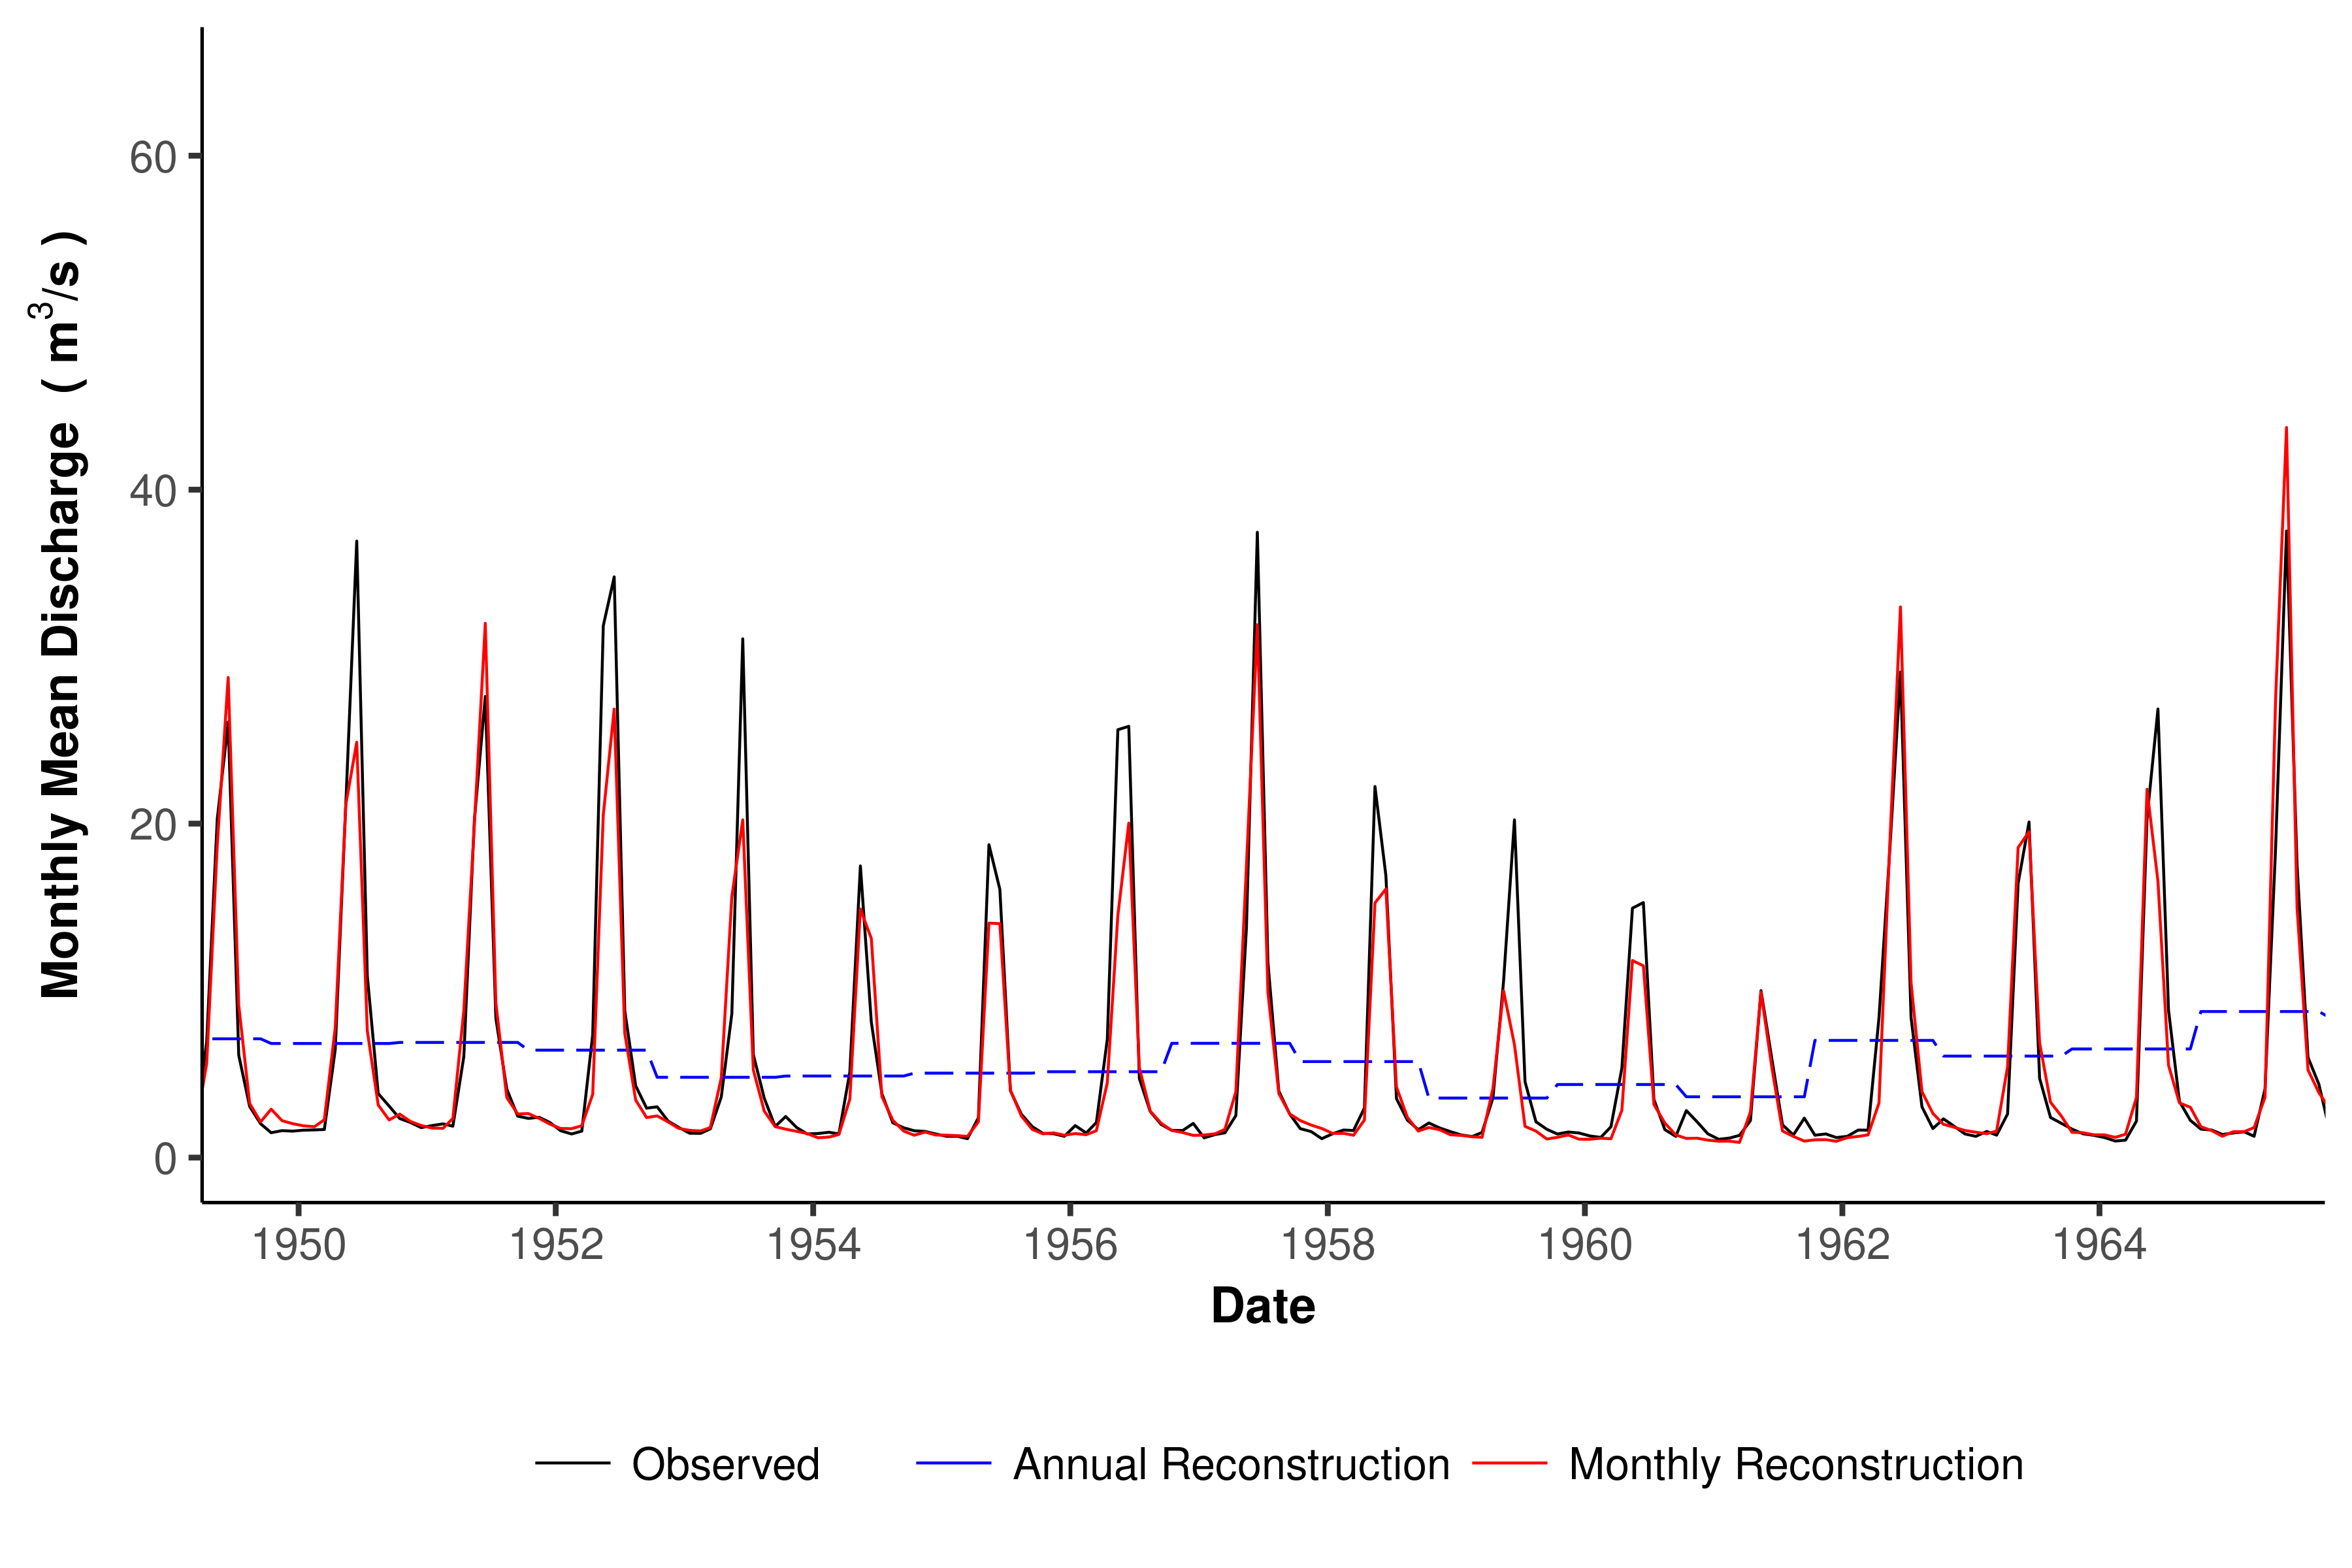 Monthly Mean Discharge ( m³/s )
60
40
20
0
1950 1952 1954 1956 1958 1960 1962 1964
Date
Observed Annual Reconstruction Monthly Reconstruction